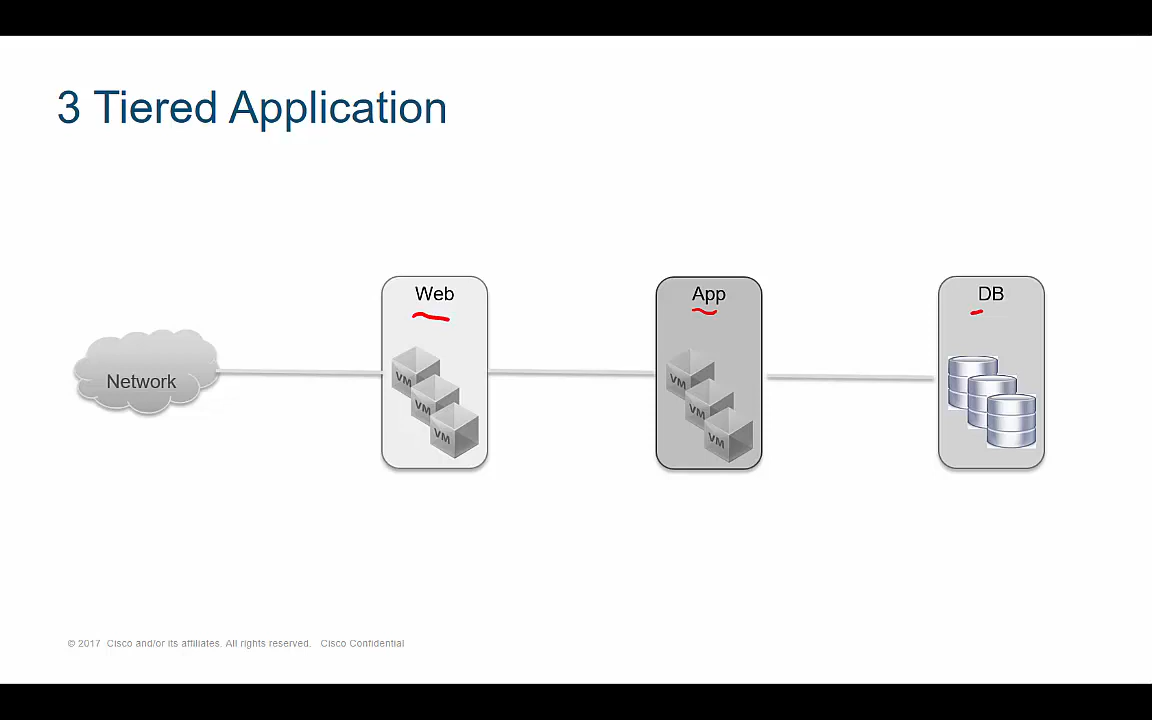 3 Tiered Application
Web
App
DB
Network
VM
VM
VM
VM
VM
VM
© 2017 Cisco and/or its affiliates. All rights reserved. Cisco Confidential